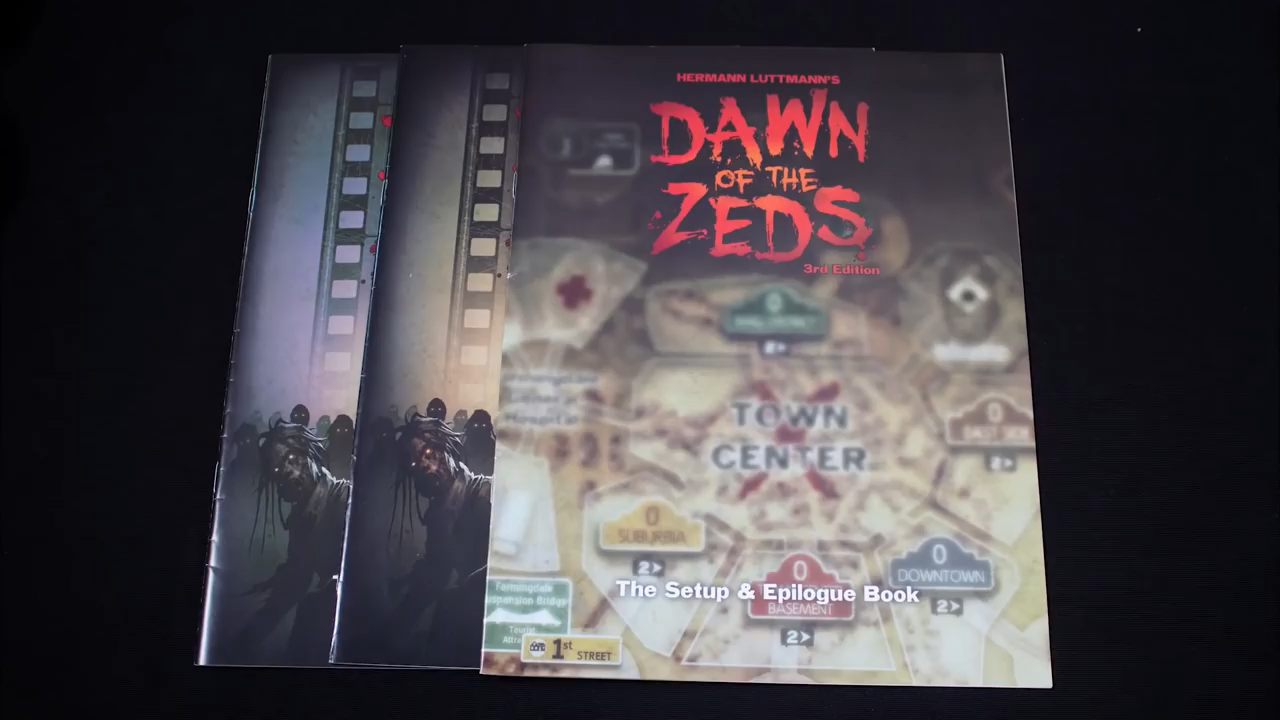 HERMANN LUTTMANN'S
DAWN
OF THE
ZEDS
3rd Edition
0
2
TOWN
CENTER
0
2
0
SUBURBIA
2
0
DOWNTOWN
2
The Setup & Epilogue Book
0
BASEMENT
2
Farmingdale
Suspension Bridge
Tourist
1st STREET